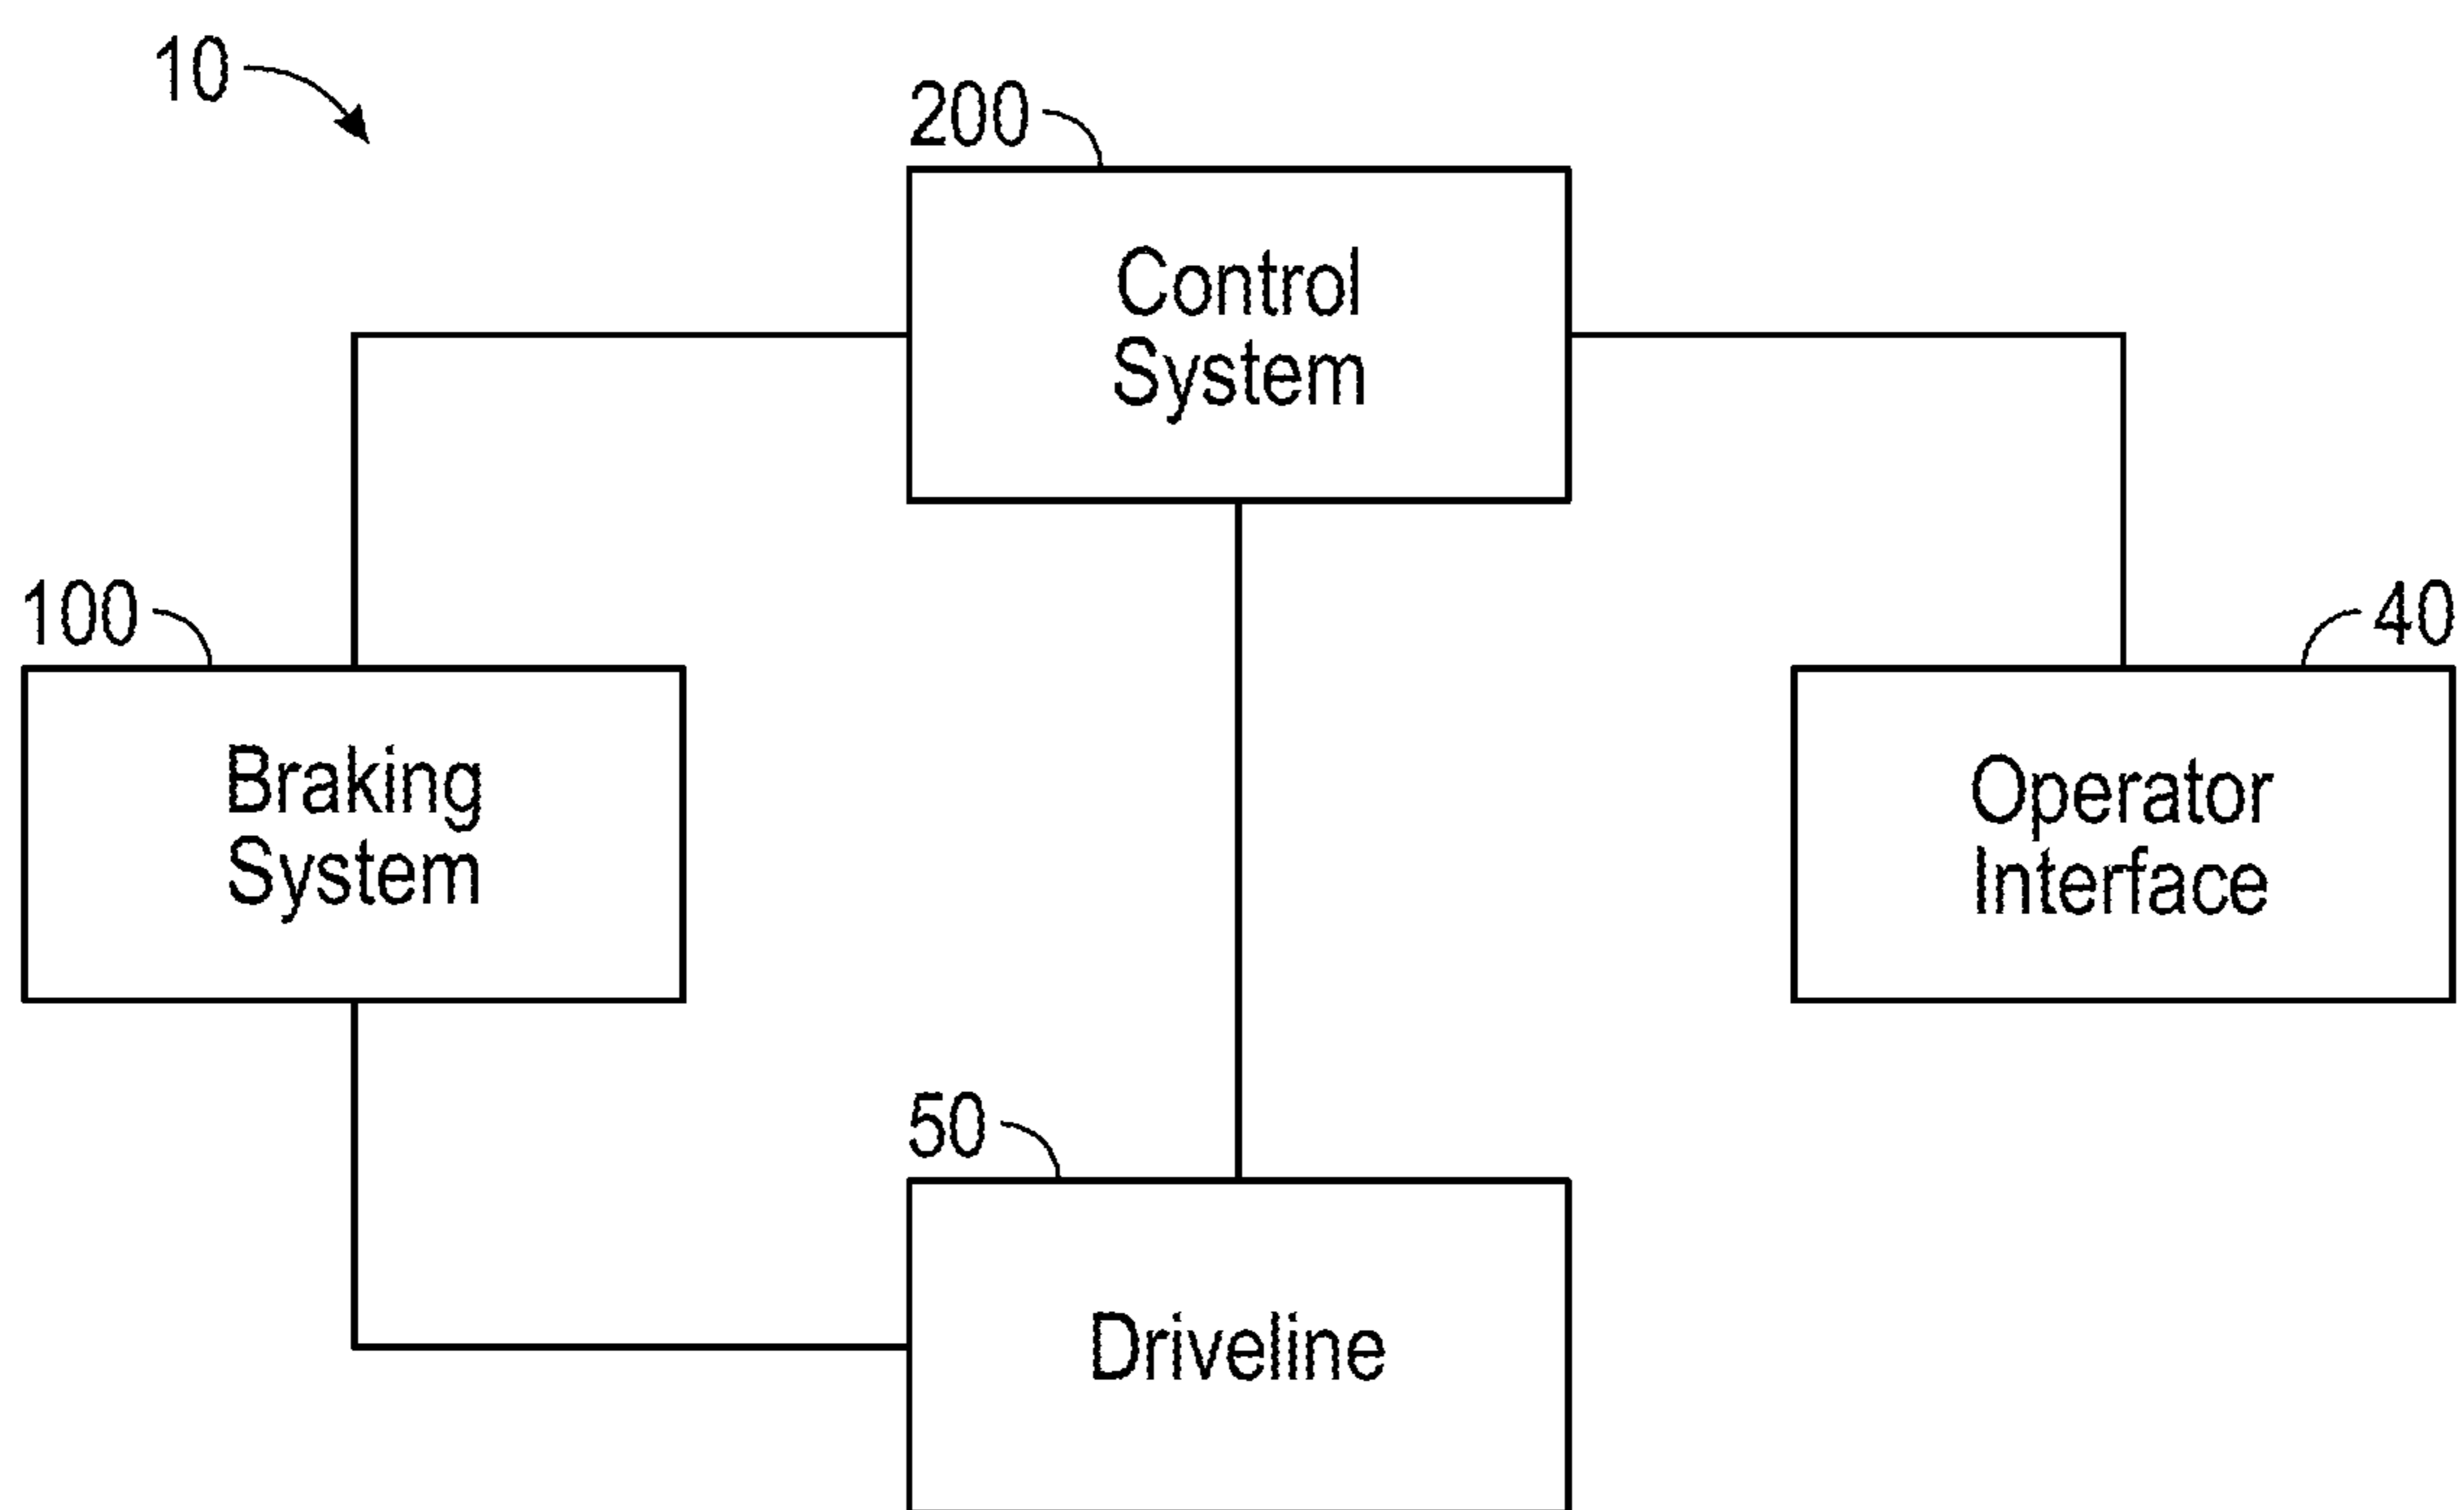 10
200
Control
System
100
Braking
System
40
Operator
Interface
50
Driveline